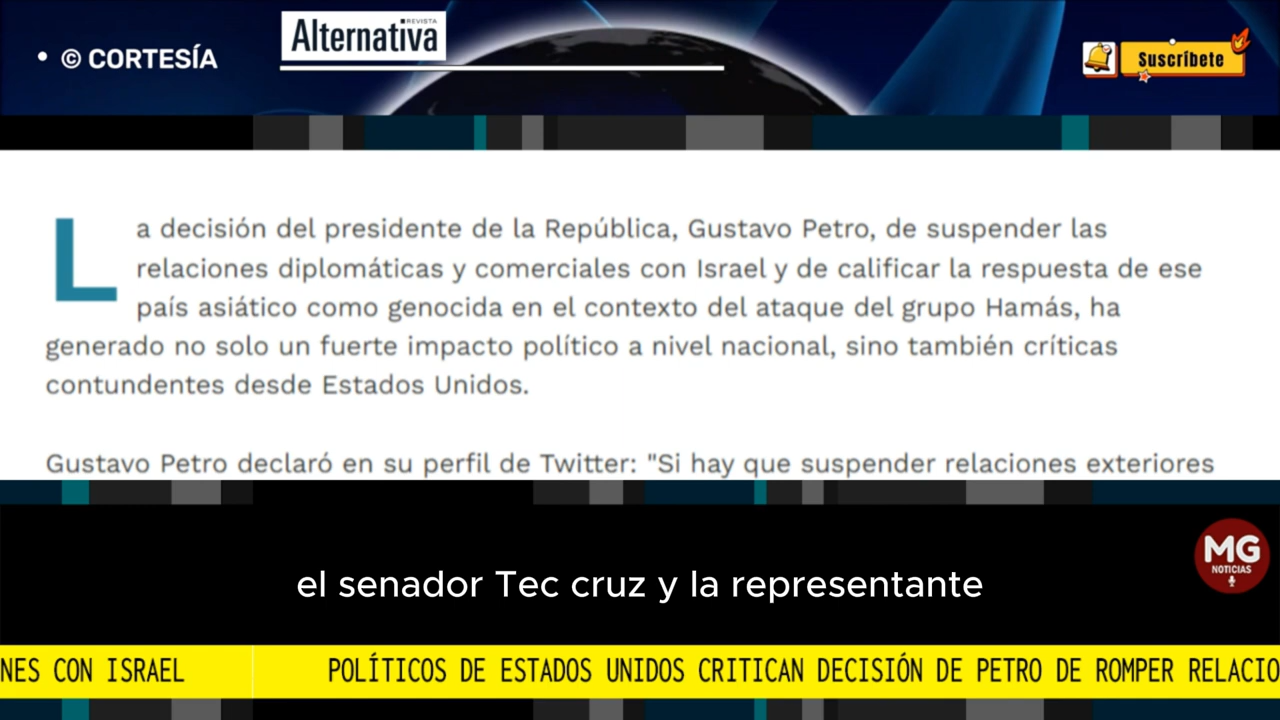 • © CORTESÍA
REVISTA
Alternativa
Suscríbete
La decisión del presidente de la República, Gustavo Petro, de suspender las
relaciones diplomáticas y comerciales con Israel y de calificar la respuesta de ese
país asiático como genocida en el contexto del ataque del grupo Hamás, ha
generado no solo un fuerte impacto político a nivel nacional, sino también críticas
contundentes desde Estados Unidos.
Gustavo Petro declaró en su perfil de Twitter: "Si hay que suspender relaciones exteriores
el senador Tec cruz y la representante
MG
NOTICIAS
NES CON ISRAEL POLÍTICOS DE ESTADOS UNIDOS CRITICAN DECISIÓN DE PETRO DE ROMPER RELACIO